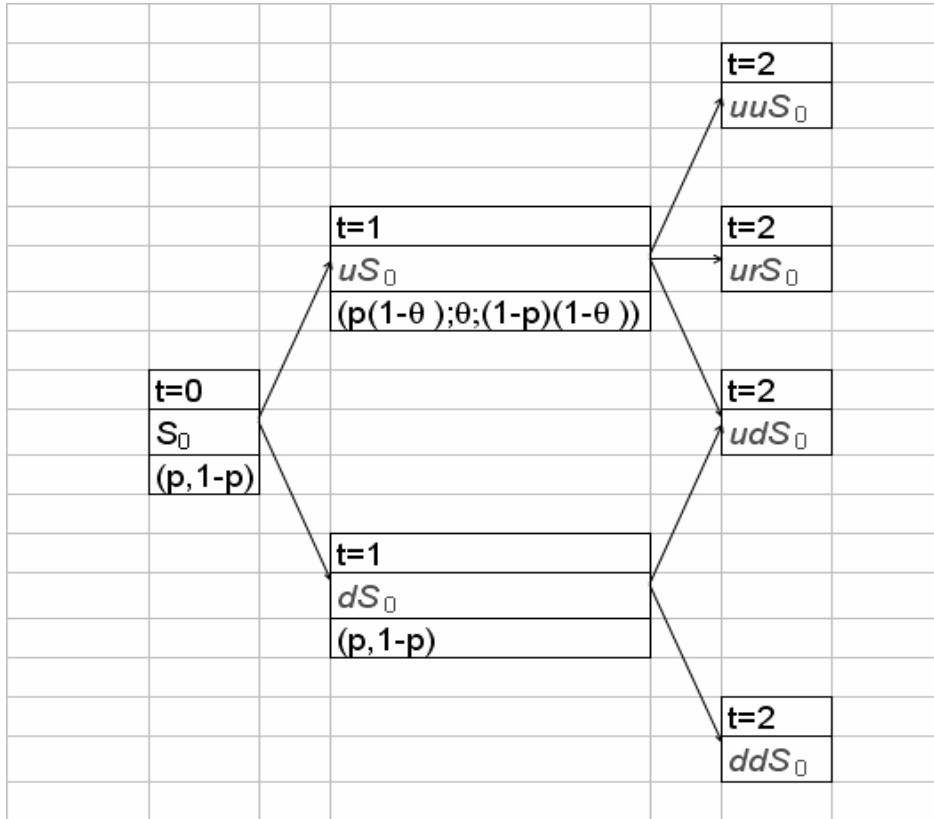 t=2
uuS₀
t=1
t=2
uS₀
urS₀
(p(1-θ );θ;(1-p)(1-θ ))
t=0
t=2
S₀
udS₀
(p,1-p)
t=1
dS₀
(p,1-p)
t=2
ddS₀